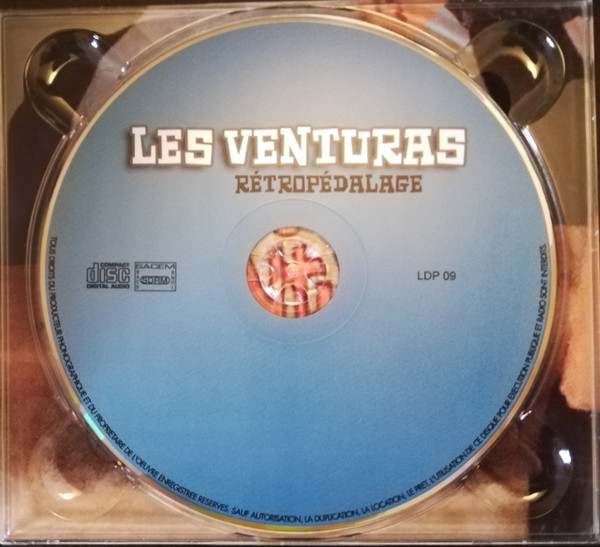 LES VENTURAS
RÉTROPÉDALAGE
COMPACT
disc
DIGITAL AUDIO
SACEM
SDRM
LDP 09
TOUS DROITS DU PRODUCTEUR PHONOGRAPHIQUE ET DU PROPRIETAIRE DE L'OEUVRE ENREGISTREE RESERVES. SAUF AUTORISATION, LA DUPLICATION, LA LOCATION, LE PRET, L'UTILISATION DE CE DISQUE POUR EXECUTION PUBLIQUE ET RADIO SONT INTERDITS.